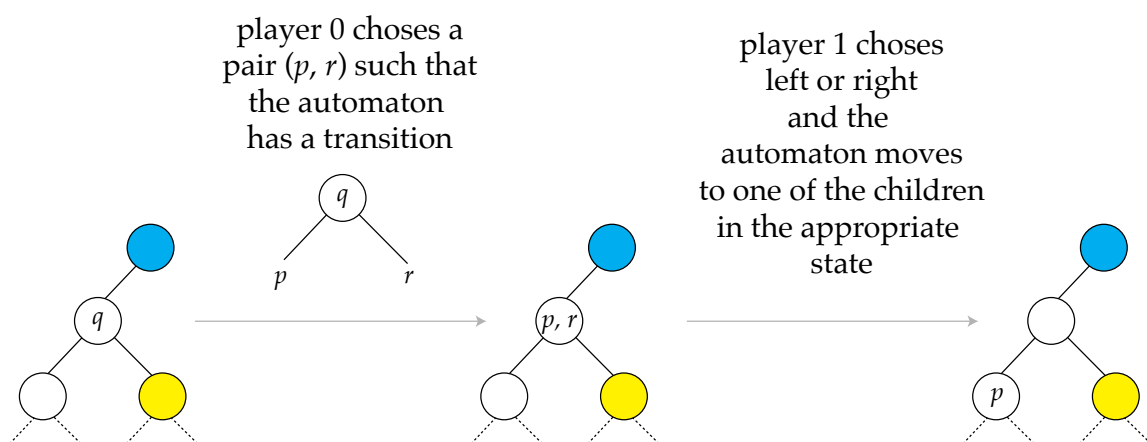 player 0 choses a
pair (p, r) such that
the automaton
has a transition
q
p
r
player 1 choses
left or right
and the
automaton moves
to one of the children
in the appropriate
state
q
p, r
p